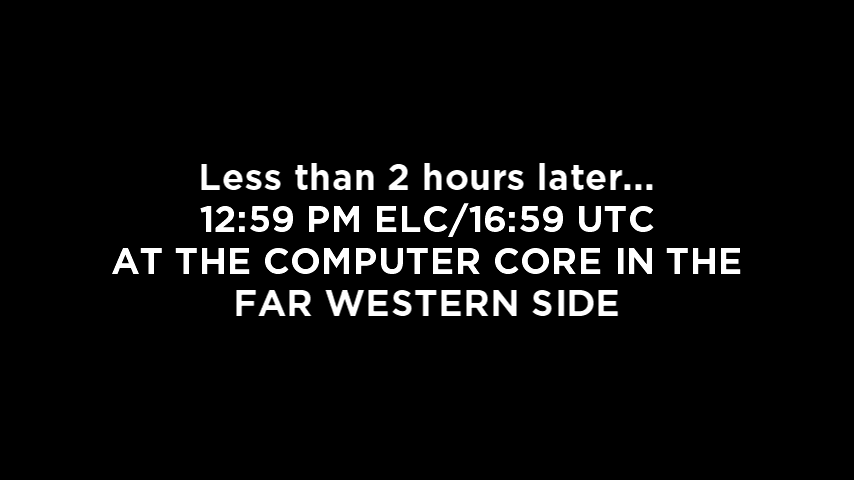 Less than 2 hours later...
12:59 PM ELC/16:59 UTC
AT THE COMPUTER CORE IN THE
FAR WESTERN SIDE